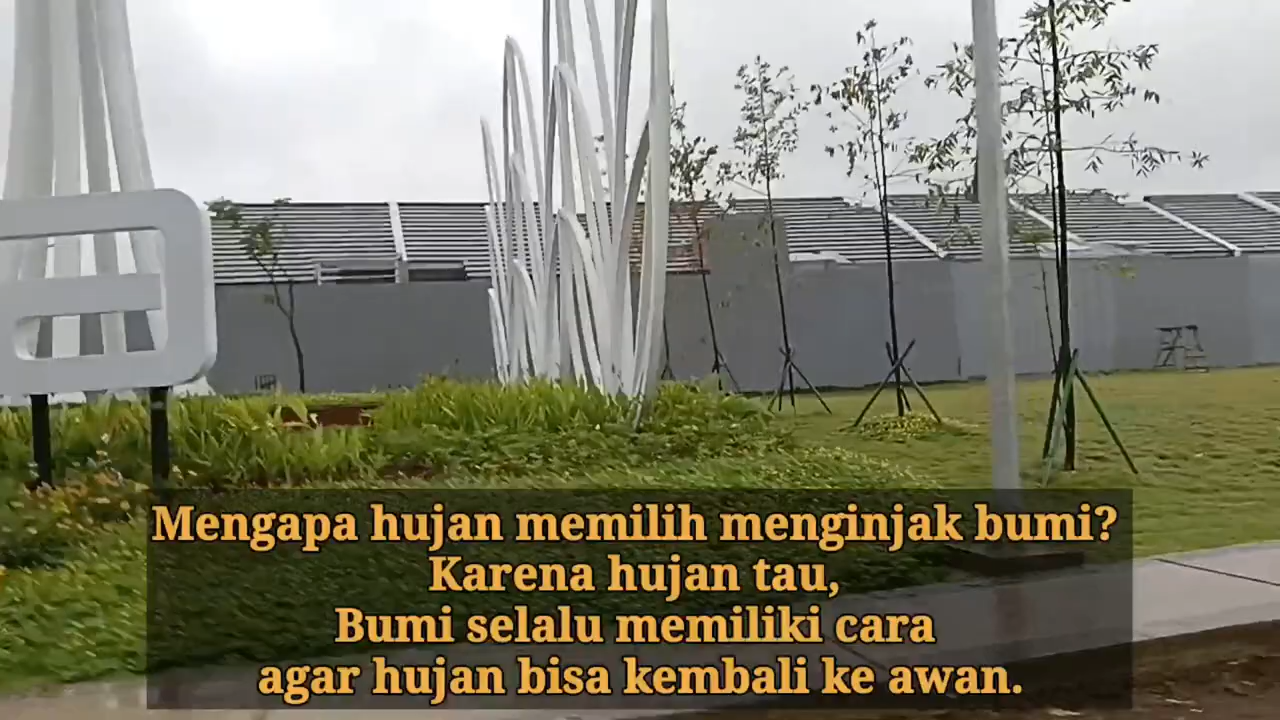 Mengapa hujan memilih menginjak bumi?
Karena hujan tau,
Bumi selalu memiliki cara
agar hujan bisa kembali ke awan.